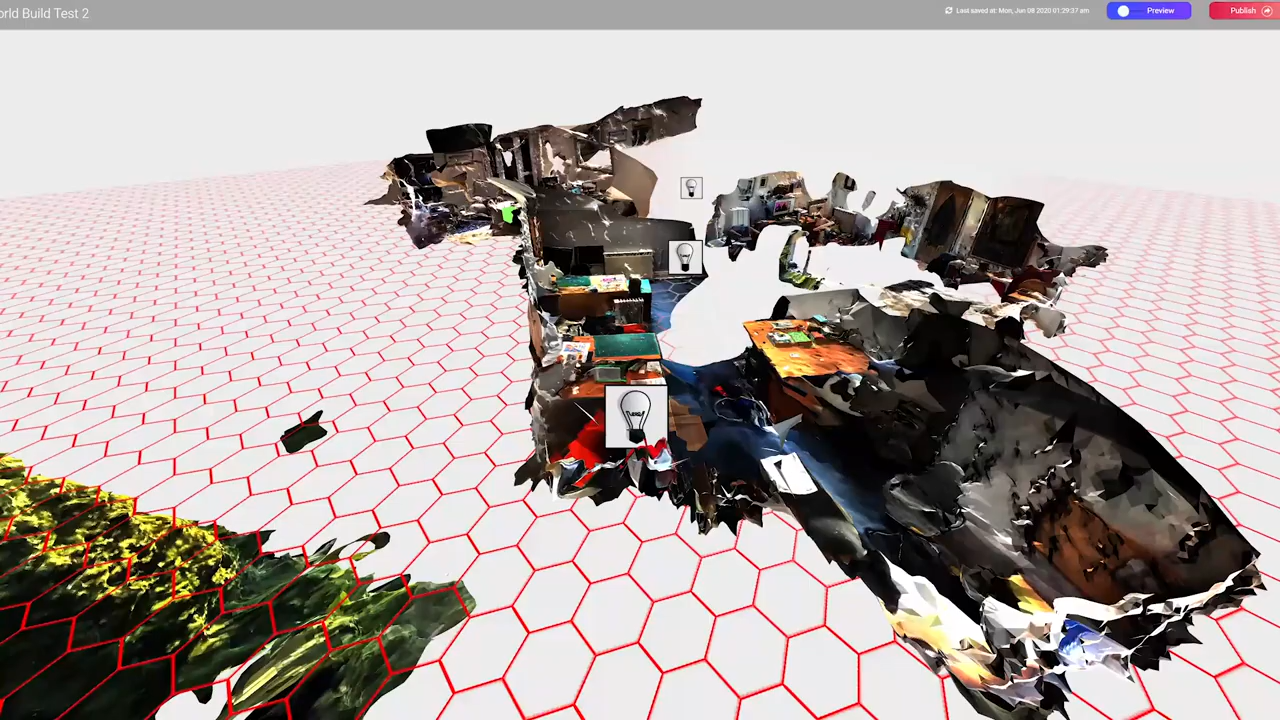 orld Build Test 2
Last saved at: Mon, Jun 08 2020 01:29:37 am
Preview
Publish